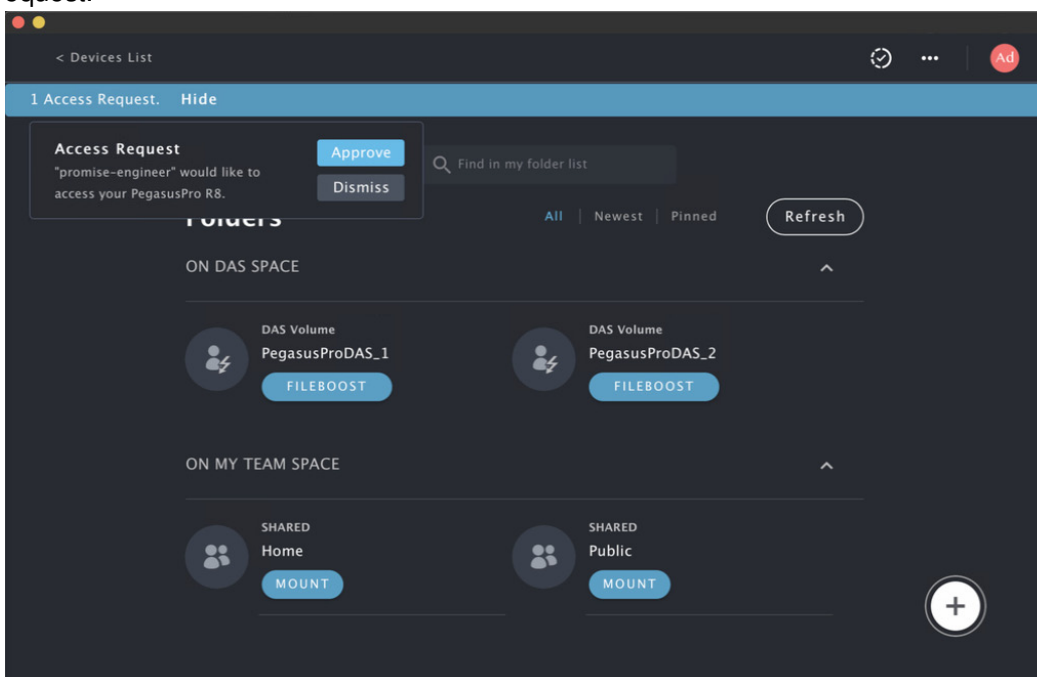 equest.
< Devices List
Ad
1 Access Request. Hide
Access Request
"promise-engineer" would like to
access your PegasusPro R8.
Approve
Dismiss
Find in my folder list
Folders
All | Newest | Pinned
Refresh
ON DAS SPACE
DAS Volume
PegasusProDAS_1
FILEBOOST
DAS Volume
PegasusProDAS_2
FILEBOOST
ON MY TEAM SPACE
SHARED
Home
MOUNT
SHARED
Public
MOUNT